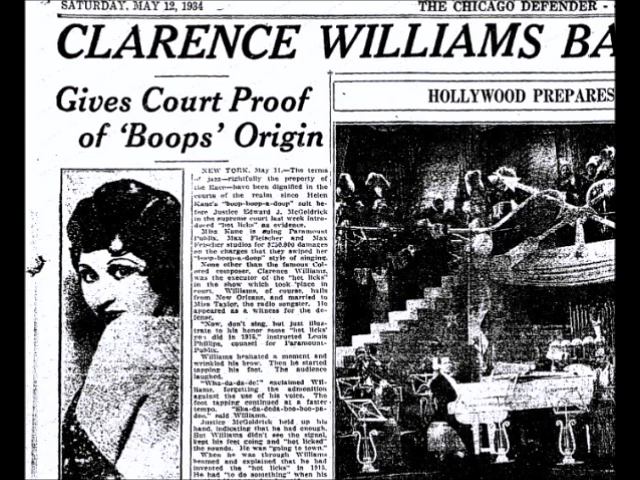 SATURDAY, MAY 12, 1934
THE CHICAGO DEFENDER -
CLARENCE WILLIAMS BA
Gives Court Proof
of 'Boops' Origin
HOLLYWOOD PREPARES
NEW YORK, May 11.—The terms
of jazz—rightfully the property of
the Race—have been dignified in the
courts of the realm since Helen
Kane's "boop-boop-a-doop" suit be-
fore Justice Edward J. McGoldrick
in the supreme court last week intro-
duced "hot licks" as evidence.
Miss Kane is suing Paramount
Publix, Max Fleischer and Max
Fleischer studios for $250,000 damages
on the charges that they swiped her
"boop-boop-a-doop" style of singing.
None other than the famous Col-
ored composer, Clarence Williams,
was the executor of the "hot licks"
in the show which took place in
court. Williams, of course, hails
from New Orleans, and married to
Miss Taylor, the radio songster. He
appeared as a witness for the de-
fense.
"Now, don't sing, but just illus-
trate to his honor some 'hot licks'
you did in 1915," instructed Louis
Phillips, counsel for Paramount-
Publix.
Williams hesitated a moment and
wrinkled his brow. Then he started
tapping his foot. The audience
laughed.
"Wha-da-da-de!" exclaimed Wil-
liams, forgetting the admonition
against the use of his voice. The
foot tapping continued at a faster
tempo. "Ska-da-deda-boo-boo-pa-
doo," said Williams.
Justice McGoldrick held up his
hand, indicating that he had enough.
But Williams didn't see the signal,
kept his feet going and "hot licked"
the sounds. He was "going to town."
When he was through Williams
beamed and explained that he had
invented the "hot licks" in 1915.
He had "to do something" when his